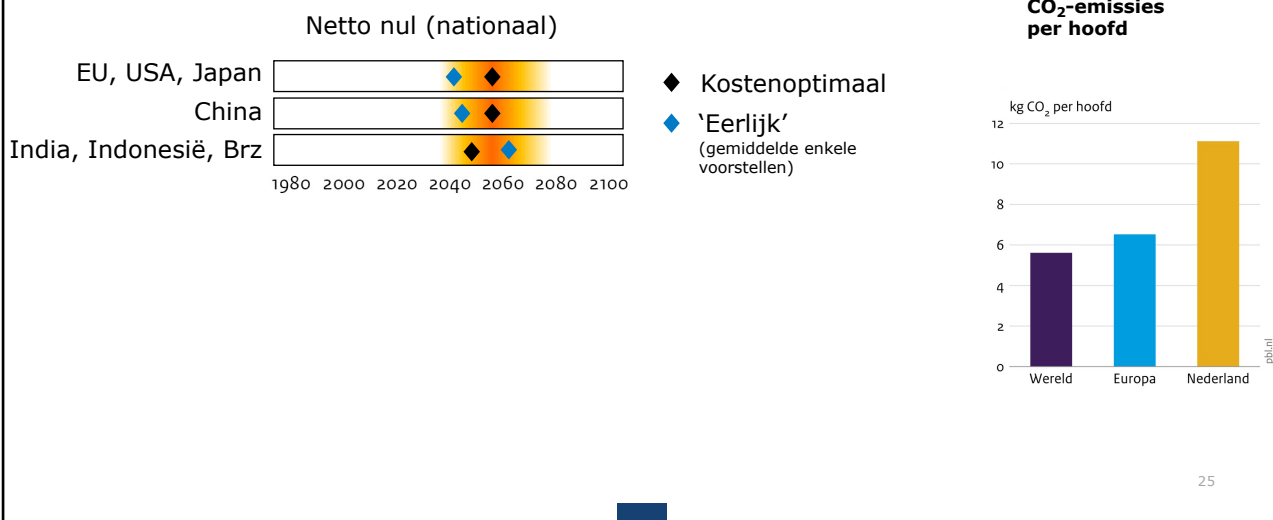 Netto nul (nationaal)
EU, USA, Japan
China
India, Indonesië, Brz
1980 2000 2020 2040 2060 2080 2100
Kostenoptimaal
‘Eerlijk’
(gemiddelde enkele
voorstellen)
CO₂-emissies
per hoofd
kg CO₂ per hoofd
12
10
8
6
4
2
0
Wereld Europa Nederland
pbl.nl
25